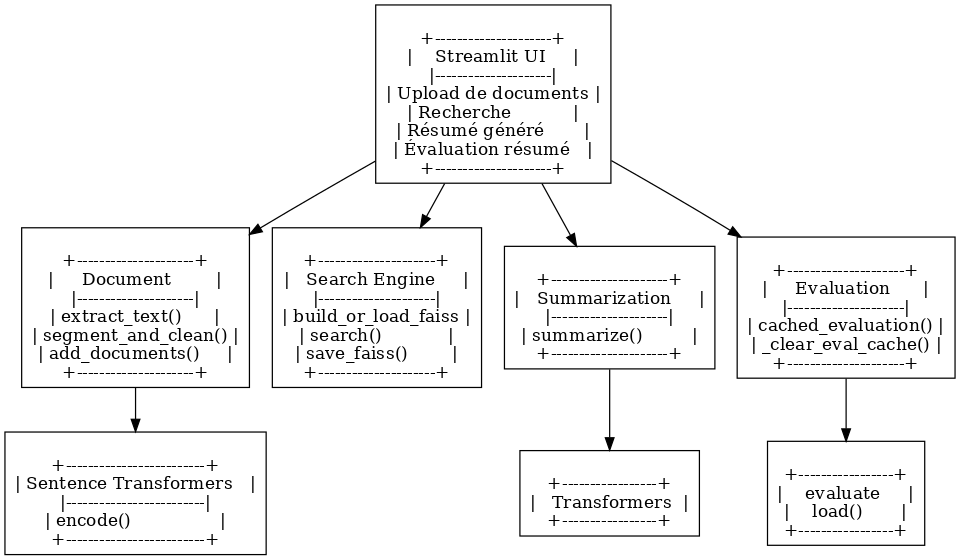 +---------------------+
| Streamlit UI |
|---------------------|
| Upload de documents |
| Recherche |
| Résumé généré |
| Évaluation résumé |
+---------------------+
+---------------------+
| Document |
|---------------------|
| extract_text() |
| segment_and_clean() |
| add_documents() |
+---------------------+
+---------------------+
| Search Engine |
|---------------------|
| build_or_load_faiss |
| search() |
| save_faiss() |
+---------------------+
+---------------------+
| Summarization |
|---------------------|
| summarize() |
+---------------------+
+---------------------+
| Evaluation |
|---------------------|
| cached_evaluation() |
| _clear_eval_cache() |
+---------------------+
+-------------------------+
| Sentence Transformers |
|-------------------------|
| encode() |
+-------------------------+
+----------------+
| Transformers |
+----------------+
+----------------+
| evaluate |
| load() |
+----------------+